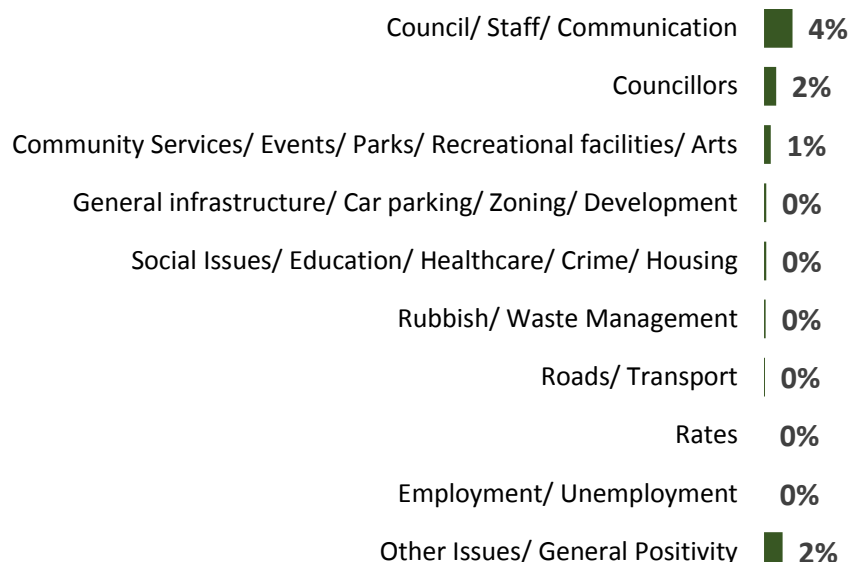 Council/ Staff/ Communication 4%
Councillors 2%
Community Services/ Events/ Parks/ Recreational facilities/ Arts 1%
General infrastructure/ Car parking/ Zoning/ Development 0%
Social Issues/ Education/ Healthcare/ Crime/ Housing 0%
Rubbish/ Waste Management 0%
Roads/ Transport 0%
Rates 0%
Employment/ Unemployment 0%
Other Issues/ General Positivity 2%